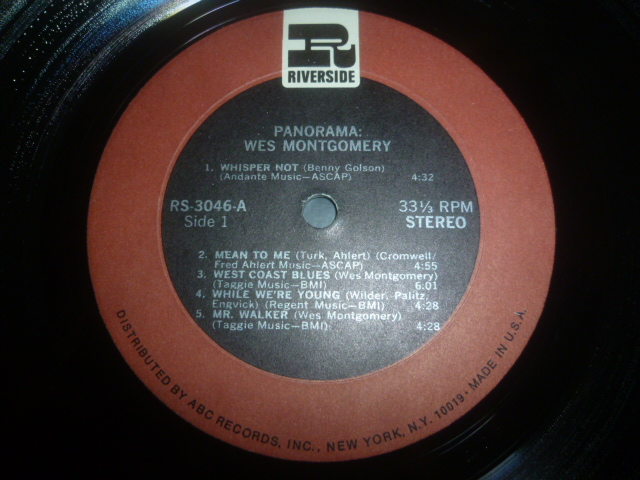 R
RIVERSIDE
PANORAMA:
WES MONTGOMERY
1. WHISPER NOT (Benny Golson)
(Andante Music—ASCAP) 4:32
RS-3046-A 33⅓ RPM
Side 1 STEREO
2. MEAN TO ME (Turk, Ahlert) (Cromwell/
Fred Ahlert Music—ASCAP) 4:55
3. WEST COAST BLUES (Wes Montgomery)
(Taggie Music—BMI) 6:01
4. WHILE WE'RE YOUNG (Wilder, Palitz,
Engvick) (Regent Music—BMI) 4:28
5. MR. WALKER (Wes Montgomery)
(Taggie Music—BMI) 4:28
DISTRIBUTED BY ABC RECORDS, INC., NEW YORK, N.Y. 10019 • MADE IN U.S.A.